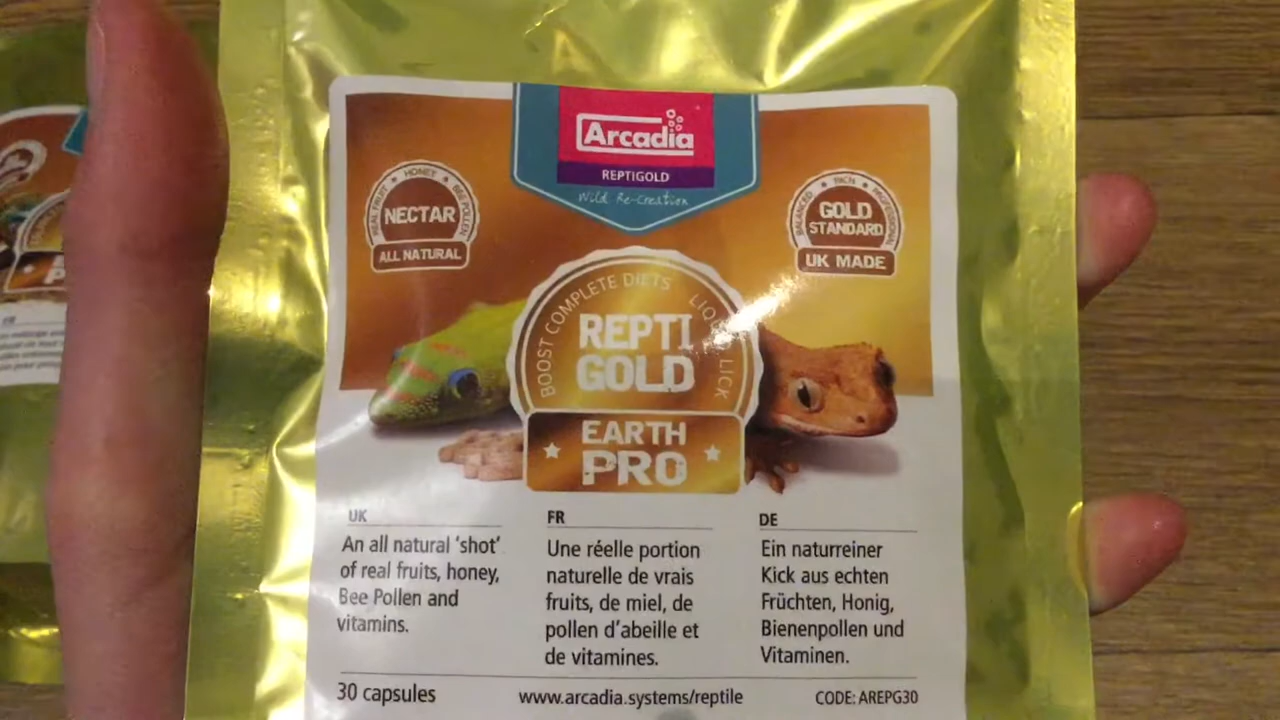 Arcadia
REPTIGOLD
Wild Re-Creation
REAL FRUIT ★ HONEY ★ BEE POLLEN
NECTAR
ALL NATURAL
BALANCED ★ RICH ★ PROFESSIONAL
GOLD
STANDARD
UK MADE
BOOST COMPLETE DIETS
LICK
REPTI
GOLD
EARTH
PRO
UK
An all natural ‘shot’
of real fruits, honey,
Bee Pollen and
vitamins.
FR
Une réelle portion
naturelle de vrais
fruits, de miel, de
pollen d’abeille et
de vitamines.
DE
Ein naturreiner
Kick aus echten
Früchten, Honig,
Bienenpollen und
Vitaminen.
30 capsules
www.arcadia.systems/reptile
CODE: AREPG30